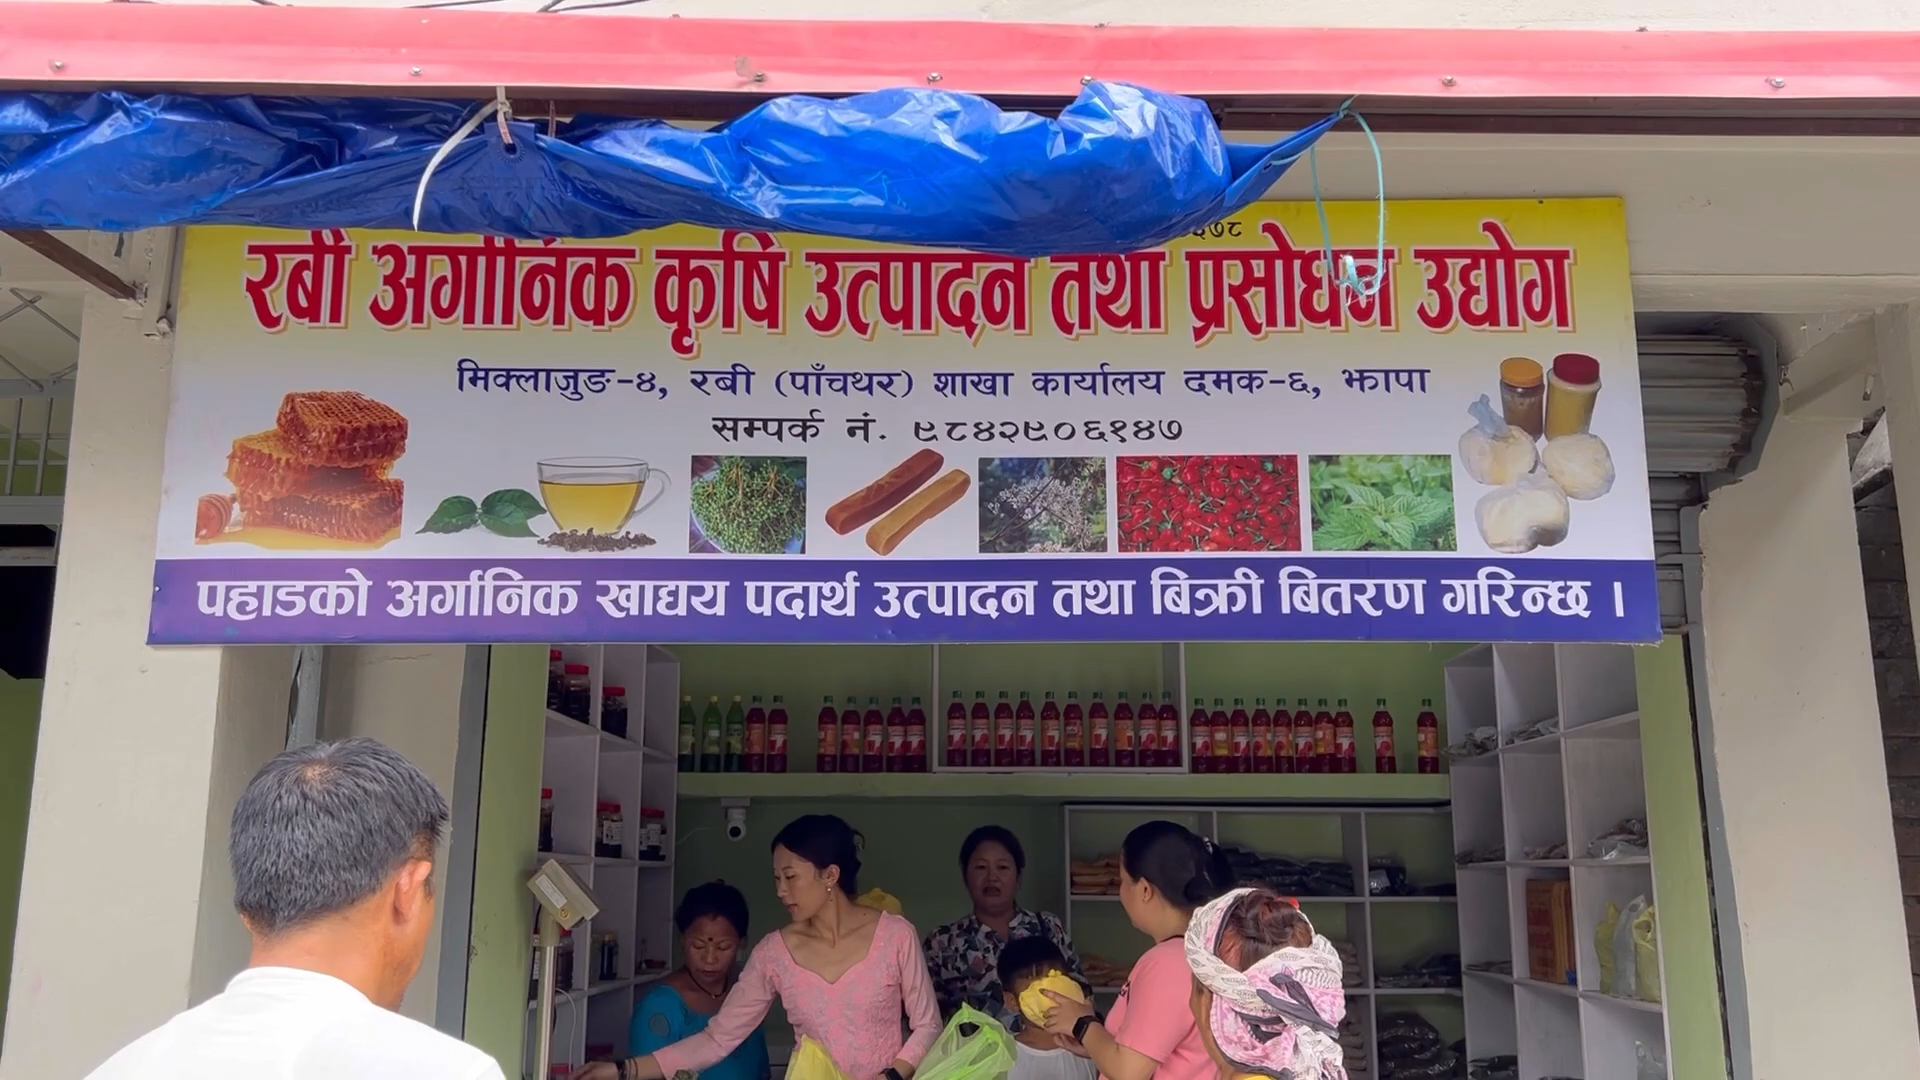 रबी अर्गानिक कृषि उत्पादन तथा प्रसोधन उद्योग
मिक्लाजुङ-४, रबी (पाँचथर) शाखा कार्यालय दमक-६, झापा
सम्पर्क नं. ९८४२९०६१४७
पहाडको अर्गानिक खाद्यय पदार्थ उत्पादन तथा बिक्री बितरण गरिन्छ ।